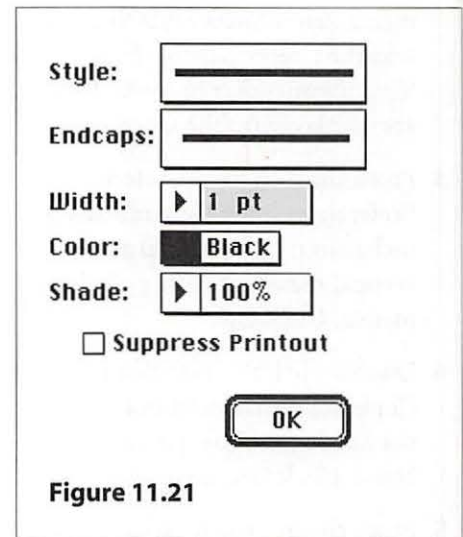 Style:
Endcaps:
Width: 1 pt
Color: Black
Shade: 100%
Suppress Printout
OK
Figure 11.21